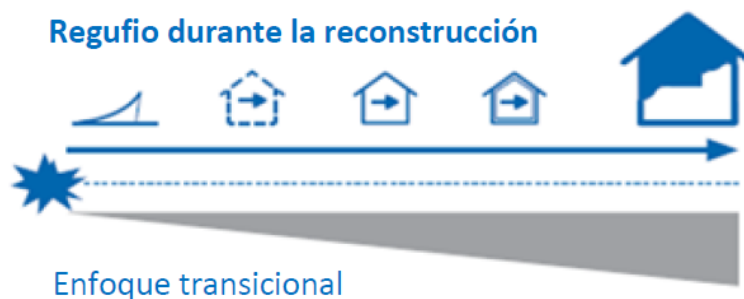 Regufio durante la reconstrucción
Enfoque transicional